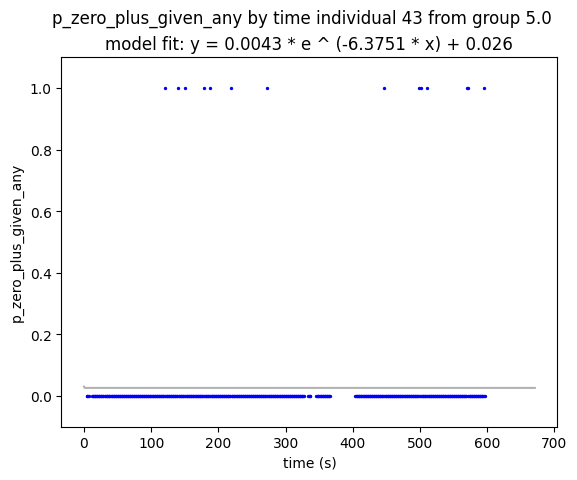 p_zero_plus_given_any by time individual 43 from group 5.0
model fit: y = 0.0043 * e ^ (-6.3751 * x) + 0.026
1.0
0.8
0.6
0.4
0.2
0.0
p_zero_plus_given_any
0 100 200 300 400 500 600 700
time (s)